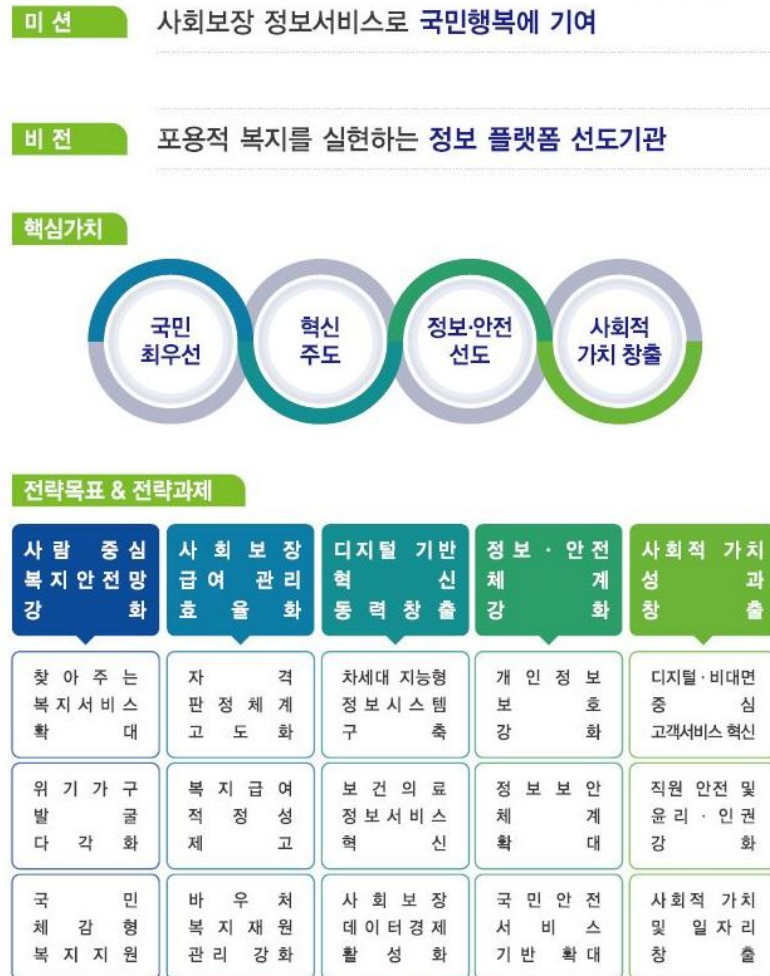 미 션
사회보장 정보서비스로 국민행복에 기여
비 전
포용적 복지를 실현하는 정보 플랫폼 선도기관
핵심가치
국민
최우선
혁신
주도
정보·안전
선도
사회적
가치 창출
전략목표 & 전략과제
사람 중심
복지안전망
강 화
사 회 보 장
급여 관리
효 율 화
디지털 기반
혁 신
동 력 창 출
정보 · 안전
체 계
강 화
사회적 가치
성 과
창 출
찾 아 주 는
복 지 서 비 스
확 대
자 격
판 정 체 계
고 도 화
차세대 지능형
정 보 시 스 템
구 축
개 인 정 보
보 호
강 화
디지털 · 비대면
중 심
고객서비스 혁신
위 기 가 구
발 굴
다 각 화
복 지 급 여
적 정 성
제 고
보 건 의 료
정 보 서 비 스
혁 신
정 보 보 안
체 계
확 대
직원 안전 및
윤 리 · 인 권
강 화
국 민
체 감 형
복 지 지 원
바 우 처
복 지 재 원
관 리 강 화
사 회 보 장
데 이 터 경 제
활 성 화
국 민 안 전
서 비 스
기 반 확 대
사회적 가치
및 일 자 리
창 출